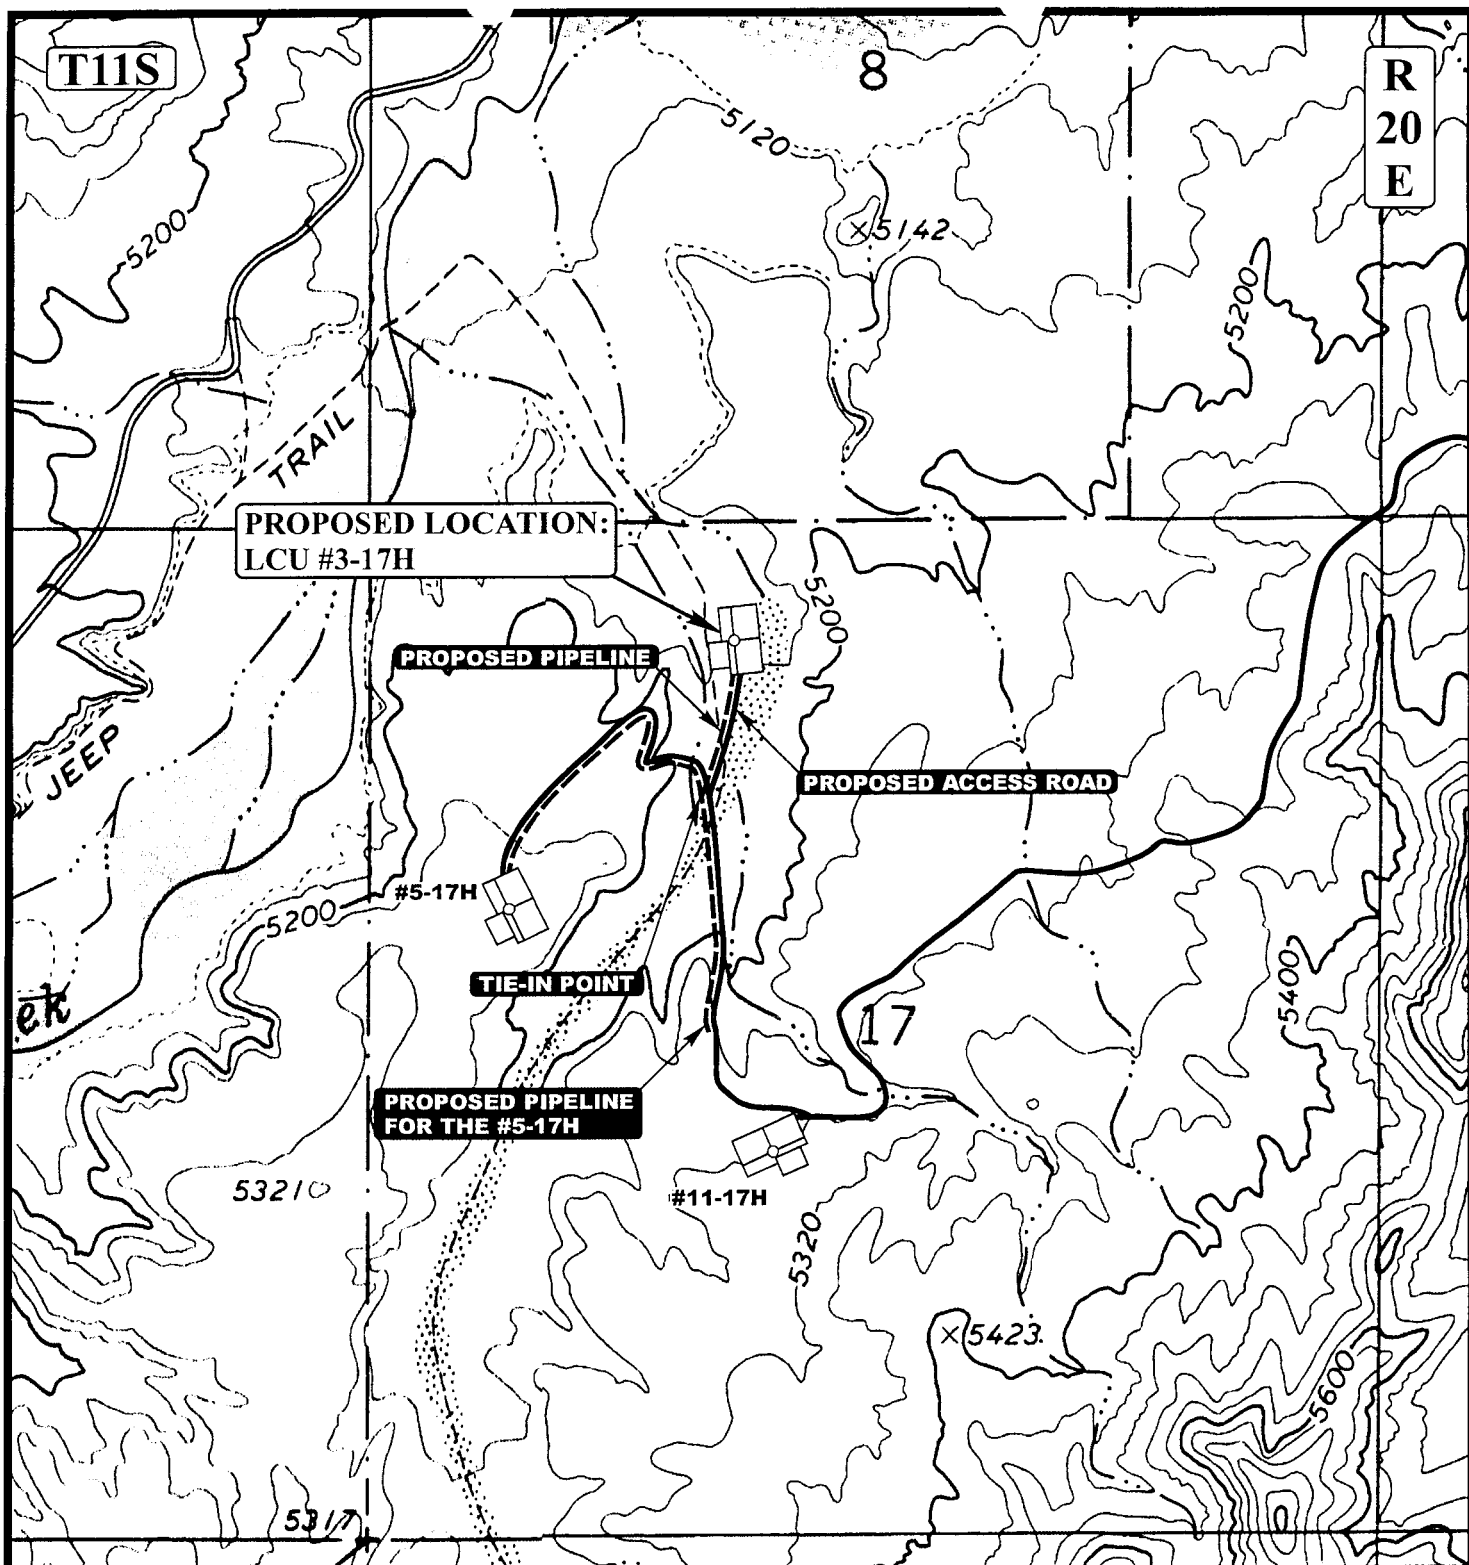 T11S
8
R
20
E
5120
5200
5142
5200
TRAIL
PROPOSED LOCATION:
LCU #3-17H
5200
PROPOSED PIPELINE
JEEP
PROPOSED ACCESS ROAD
#5-17H
5200
TIE-IN POINT
5400
ek
17
PROPOSED PIPELINE
FOR THE #5-17H
5321
#11-17H
5320
5423
5600
5317